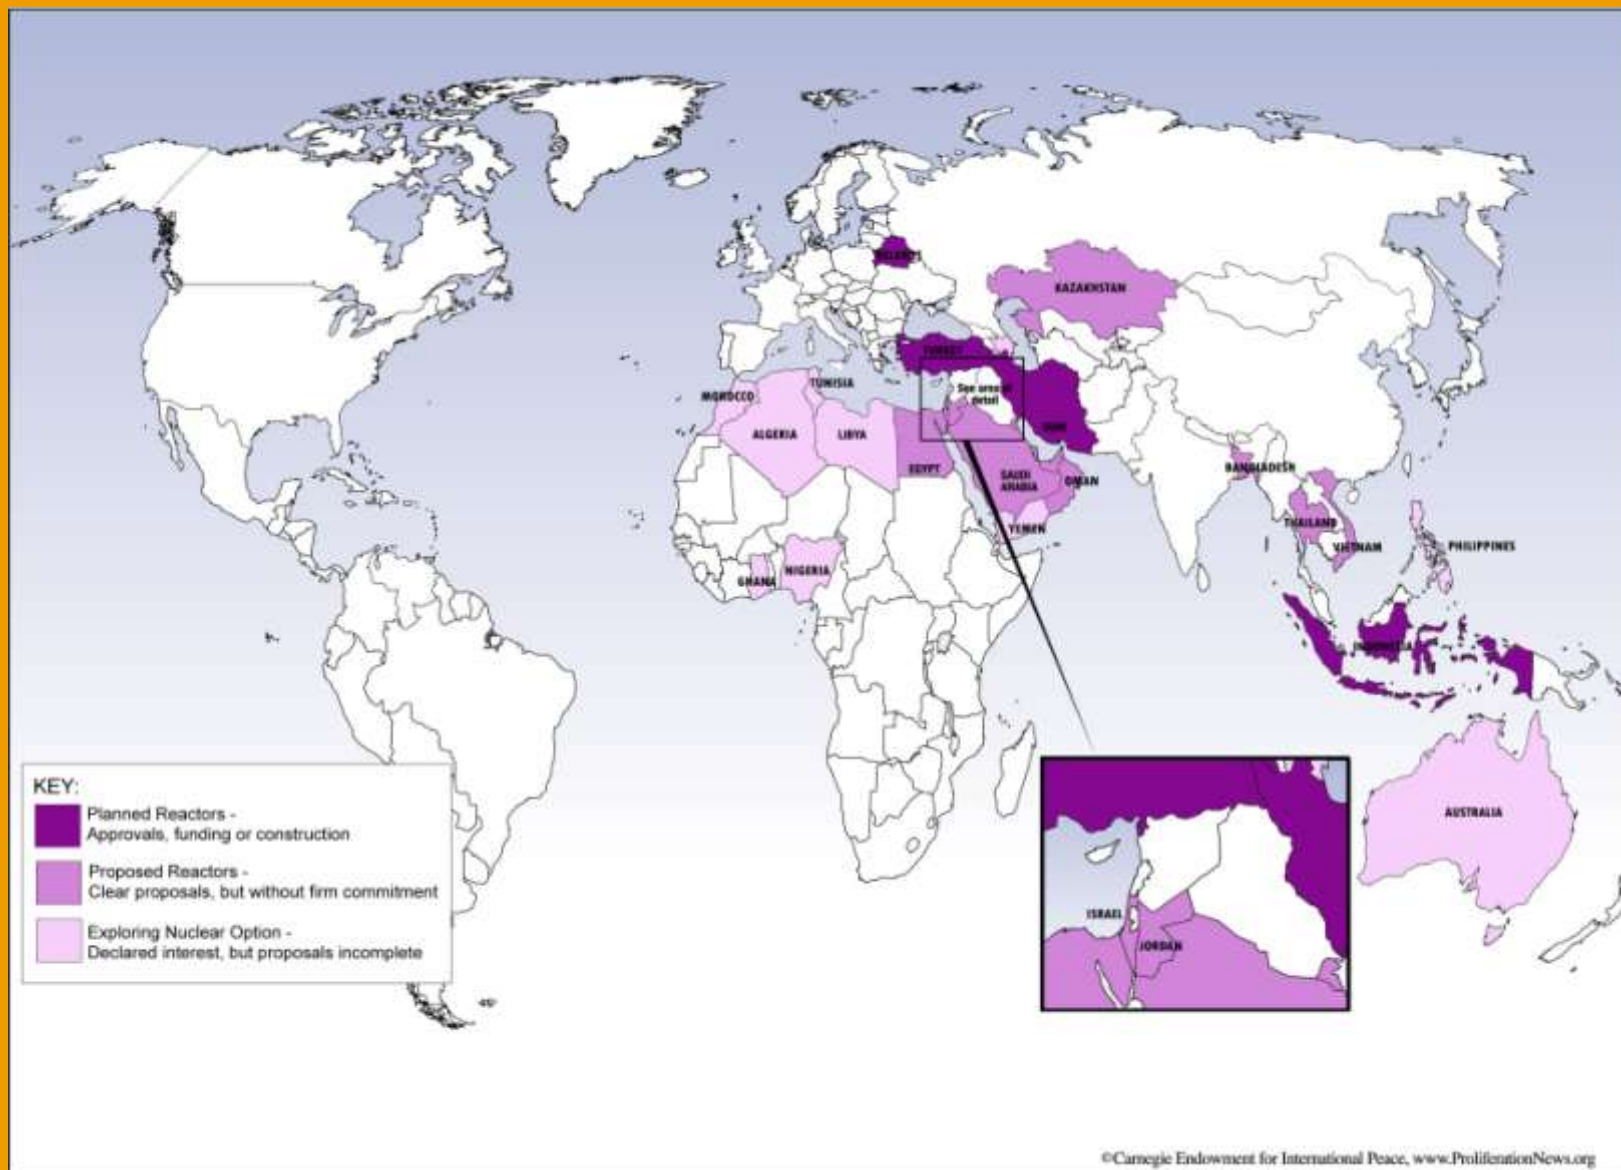 BELARUS
KAZAKHSTAN
TURKEY
TUNISIA
See area of
detail
MOROCCO
ALGERIA
LIBYA
IRAN
EGYPT
SAUDI
ARABIA
OMAN
BANGLADESH
YEMEN
THAILAND
VIETNAM
PHILIPPINES
GHANA
NIGERIA
INDONESIA
KEY:
Planned Reactors -
Approvals, funding or construction
Proposed Reactors -
Clear proposals, but without firm commitment
Exploring Nuclear Option -
Declared interest, but proposals incomplete
AUSTRALIA
ISRAEL
JORDAN
©Carnegie Endowment for International Peace, www.ProliferationNews.org